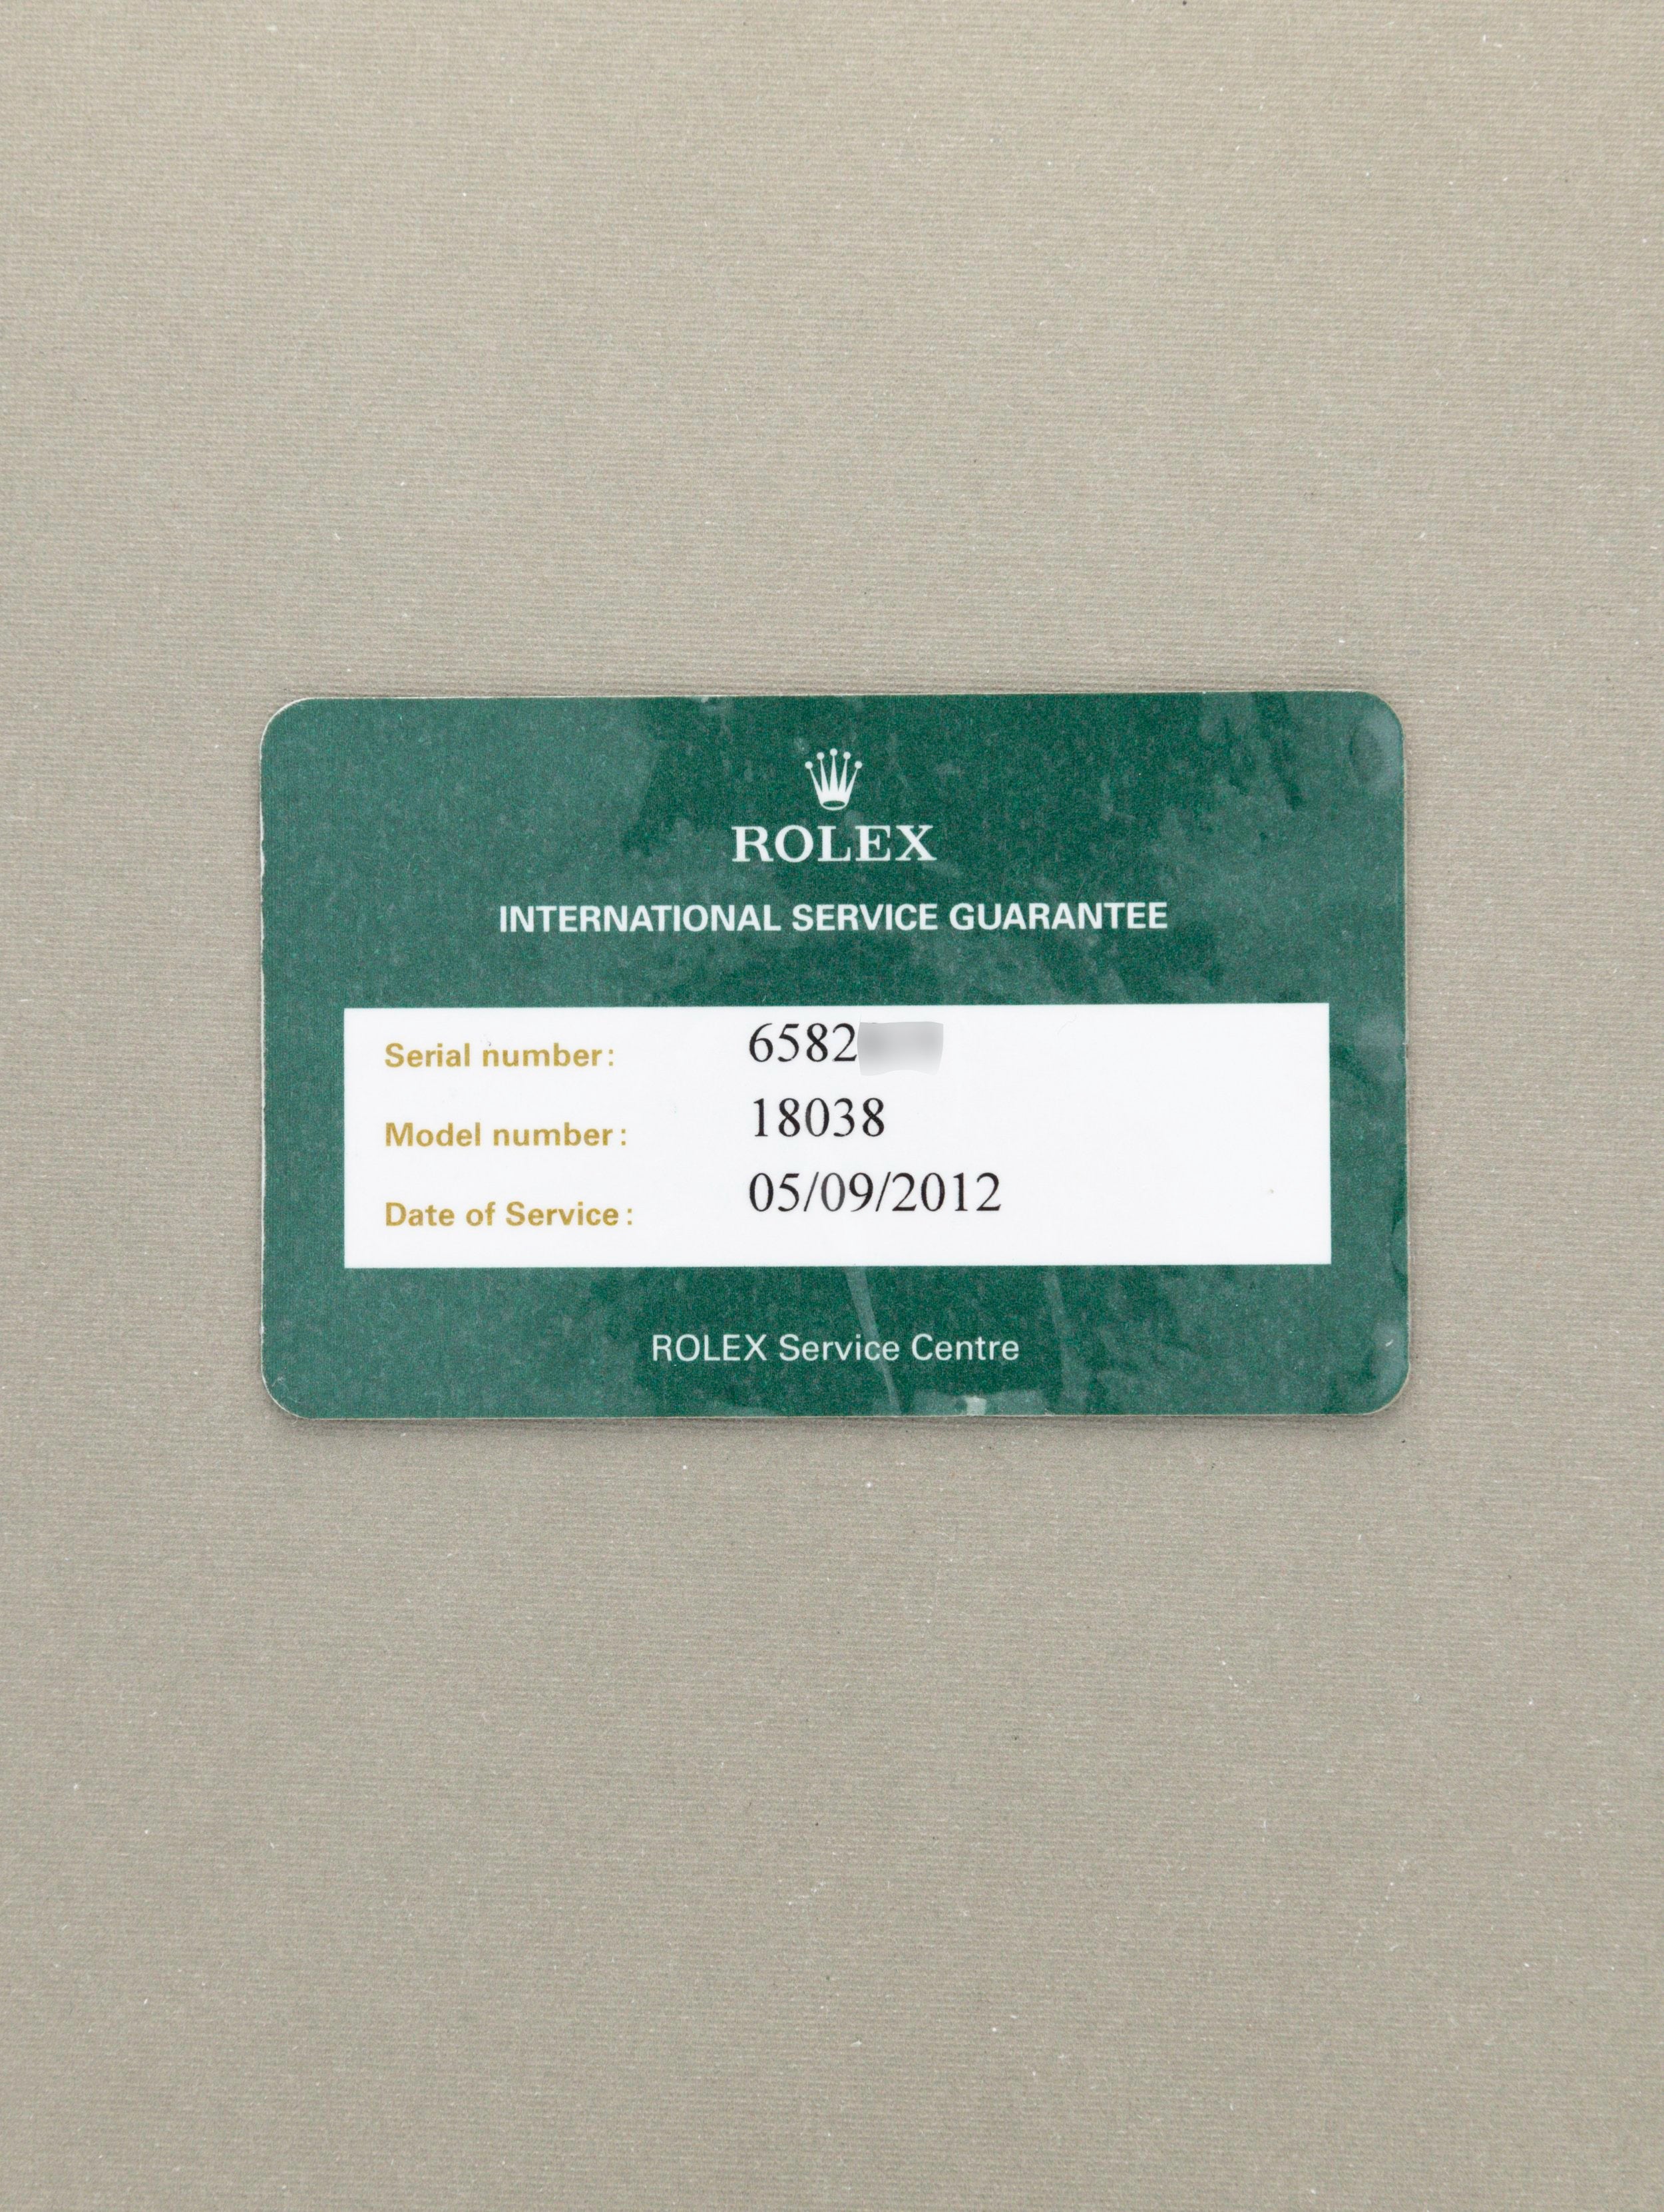 ROLEX
INTERNATIONAL SERVICE GUARANTEE
Serial number: 6582
Model number: 18038
Date of Service: 05/09/2012
ROLEX Service Centre